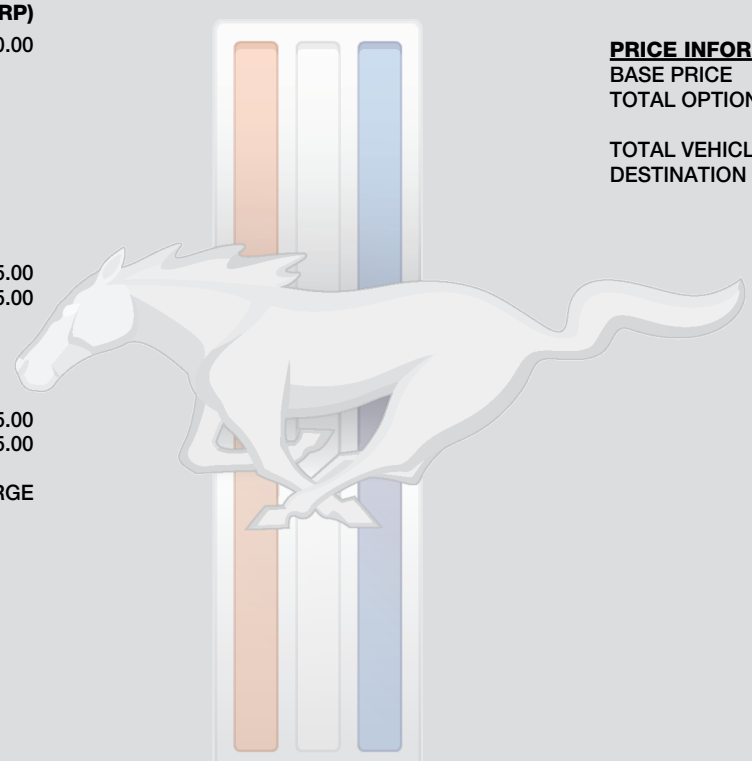 RP)
0.00
5.00
5.00
5.00
5.00
RGE
PRICE INFOR
BASE PRICE
TOTAL OPTION
TOTAL VEHICL
DESTINATION